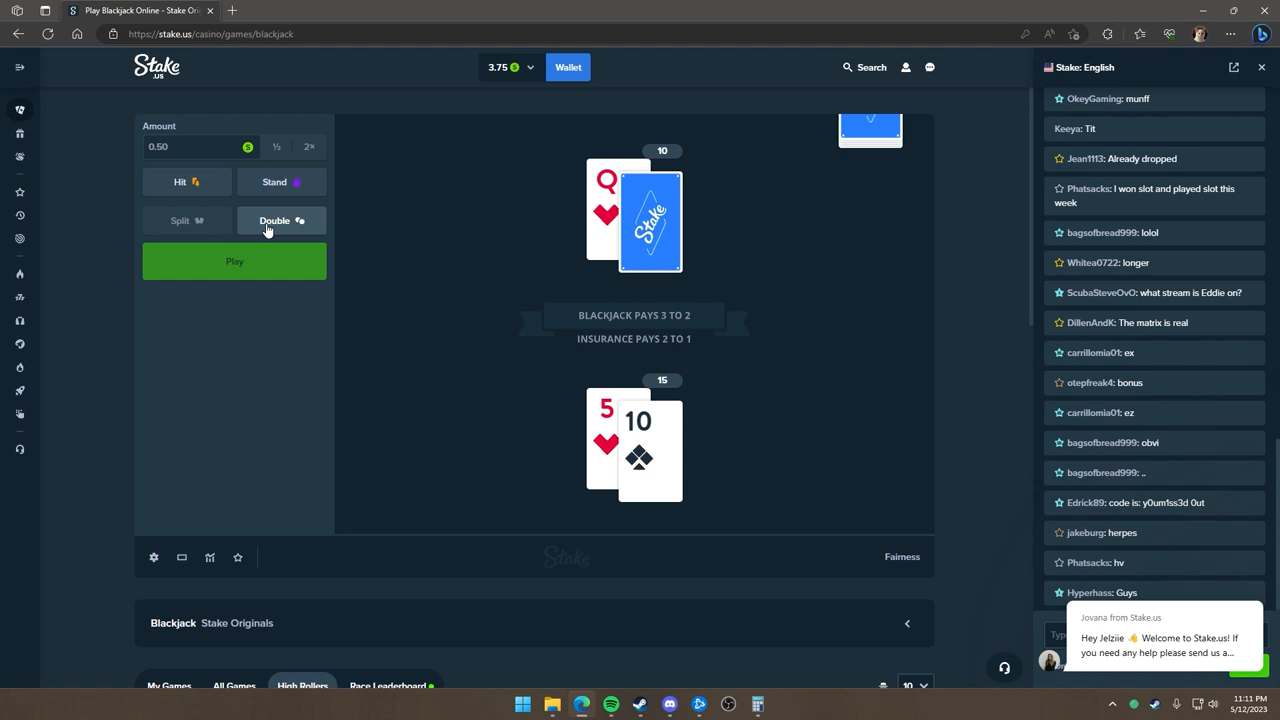 Play Blackjack Online - Stake Ori
https://stake.us/casino/games/blackjack
Stake
.US
3.75
Wallet
Search
Stake: English
Amount
0.50
½
2×
Hit
Stand
Split
Double
Play
10
Q
Stake
BLACKJACK PAYS 3 TO 2
INSURANCE PAYS 2 TO 1
15
5
10
Stake
Fairness
Blackjack Stake Originals
My Games
All Games
High Rollers
Race Leaderboard
10
OkeyGaming: munff
Keeya: Tit
Jean1113: Already dropped
Phatsacks: I won slot and played slot this
week
bagsofbread999: lolol
Whitea0722: longer
ScubaSteveOvO: what stream is Eddie on?
DillenAndK: The matrix is real
carrillomia01: ex
otepfreak4: bonus
carrillomia01: ez
bagsofbread999: obvi
bagsofbread999: ..
Edrick89: code is: y0um1ss3d 0ut
jakeburg: herpes
Phatsacks: hv
Hyperhass: Guys
Jovana from Stake.us
Hey Jelziie 👋 Welcome to Stake.us! If
you need any help please send us a...
11:11 PM
5/12/2023